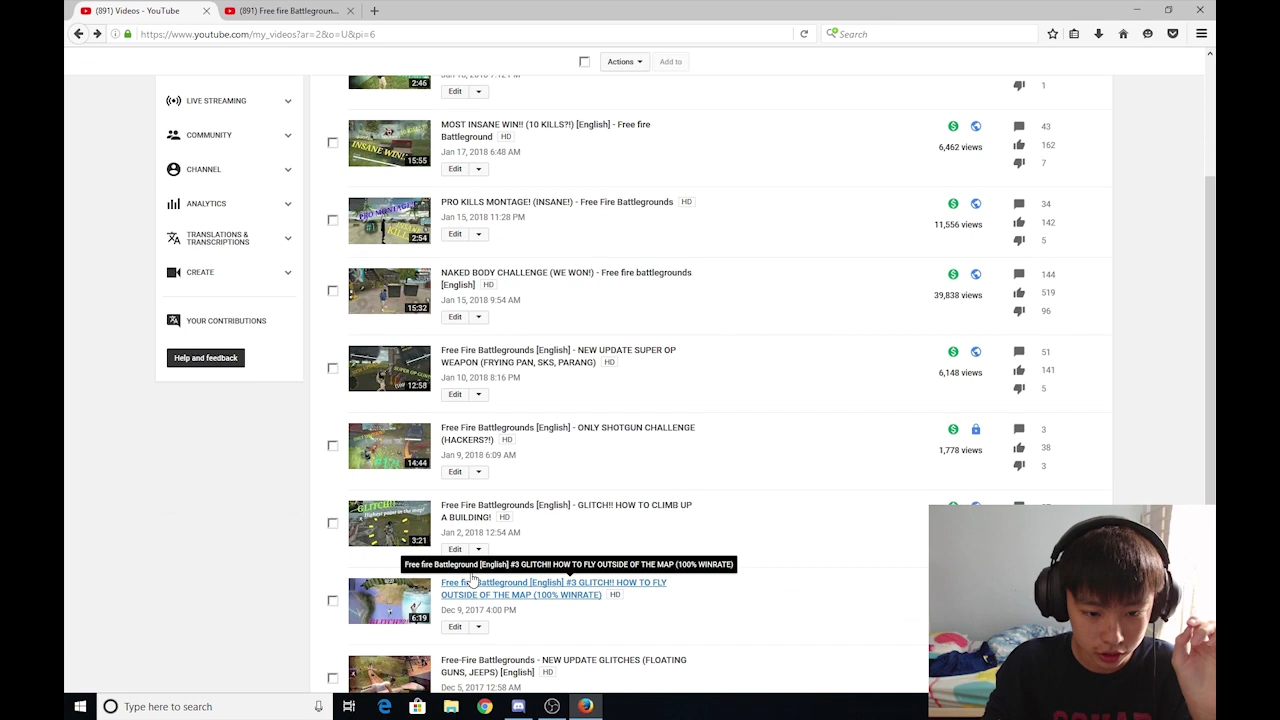 (891) Videos - YouTube
(891) Free fire Battlegroun...
https://www.youtube.com/my_videos?ar=2&o=U&pi=6
Search
Actions
Add to
LIVE STREAMING
COMMUNITY
CHANNEL
ANALYTICS
TRANSLATIONS &
TRANSCRIPTIONS
CREATE
YOUR CONTRIBUTIONS
Help and feedback
2:46
Edit
1
MOST INSANE WIN!! (10 KILLS?!) [English] - Free fire
Battleground HD
Jan 17, 2018 6:48 AM
Edit
INSANE WIN!!
15:55
6,462 views
43
162
7
PRO KILLS MONTAGE! (INSANE!) - Free Fire Battlegrounds HD
Jan 15, 2018 11:28 PM
Edit
PRO MONTAGE!
#1
2:54
11,556 views
34
142
5
NAKED BODY CHALLENGE (WE WON!) - Free fire battlegrounds
[English] HD
Jan 15, 2018 9:54 AM
Edit
15:32
39,838 views
144
519
96
Free Fire Battlegrounds [English] - NEW UPDATE SUPER OP
WEAPON (FRYING PAN, SKS, PARANG) HD
Jan 10, 2018 8:16 PM
Edit
12:58
6,148 views
51
141
5
Free Fire Battlegrounds [English] - ONLY SHOTGUN CHALLENGE
(HACKERS?!) HD
Jan 9, 2018 6:09 AM
Edit
14:44
1,778 views
3
38
3
Free Fire Battlegrounds [English] - GLITCH!! HOW TO CLIMB UP
A BUILDING! HD
Jan 2, 2018 12:54 AM
Edit
GLITCH!!
Highest point in the map!
3:21
Free fire Battleground [English] #3 GLITCH!! HOW TO FLY OUTSIDE OF THE MAP (100% WINRATE)
Free fire Battleground [English] #3 GLITCH!! HOW TO FLY
OUTSIDE OF THE MAP (100% WINRATE) HD
Dec 9, 2017 4:00 PM
Edit
6:19
Free-Fire Battlegrounds - NEW UPDATE GLITCHES (FLOATING
GUNS, JEEPS) [English] HD
Dec 5, 2017 12:58 AM
Type here to search